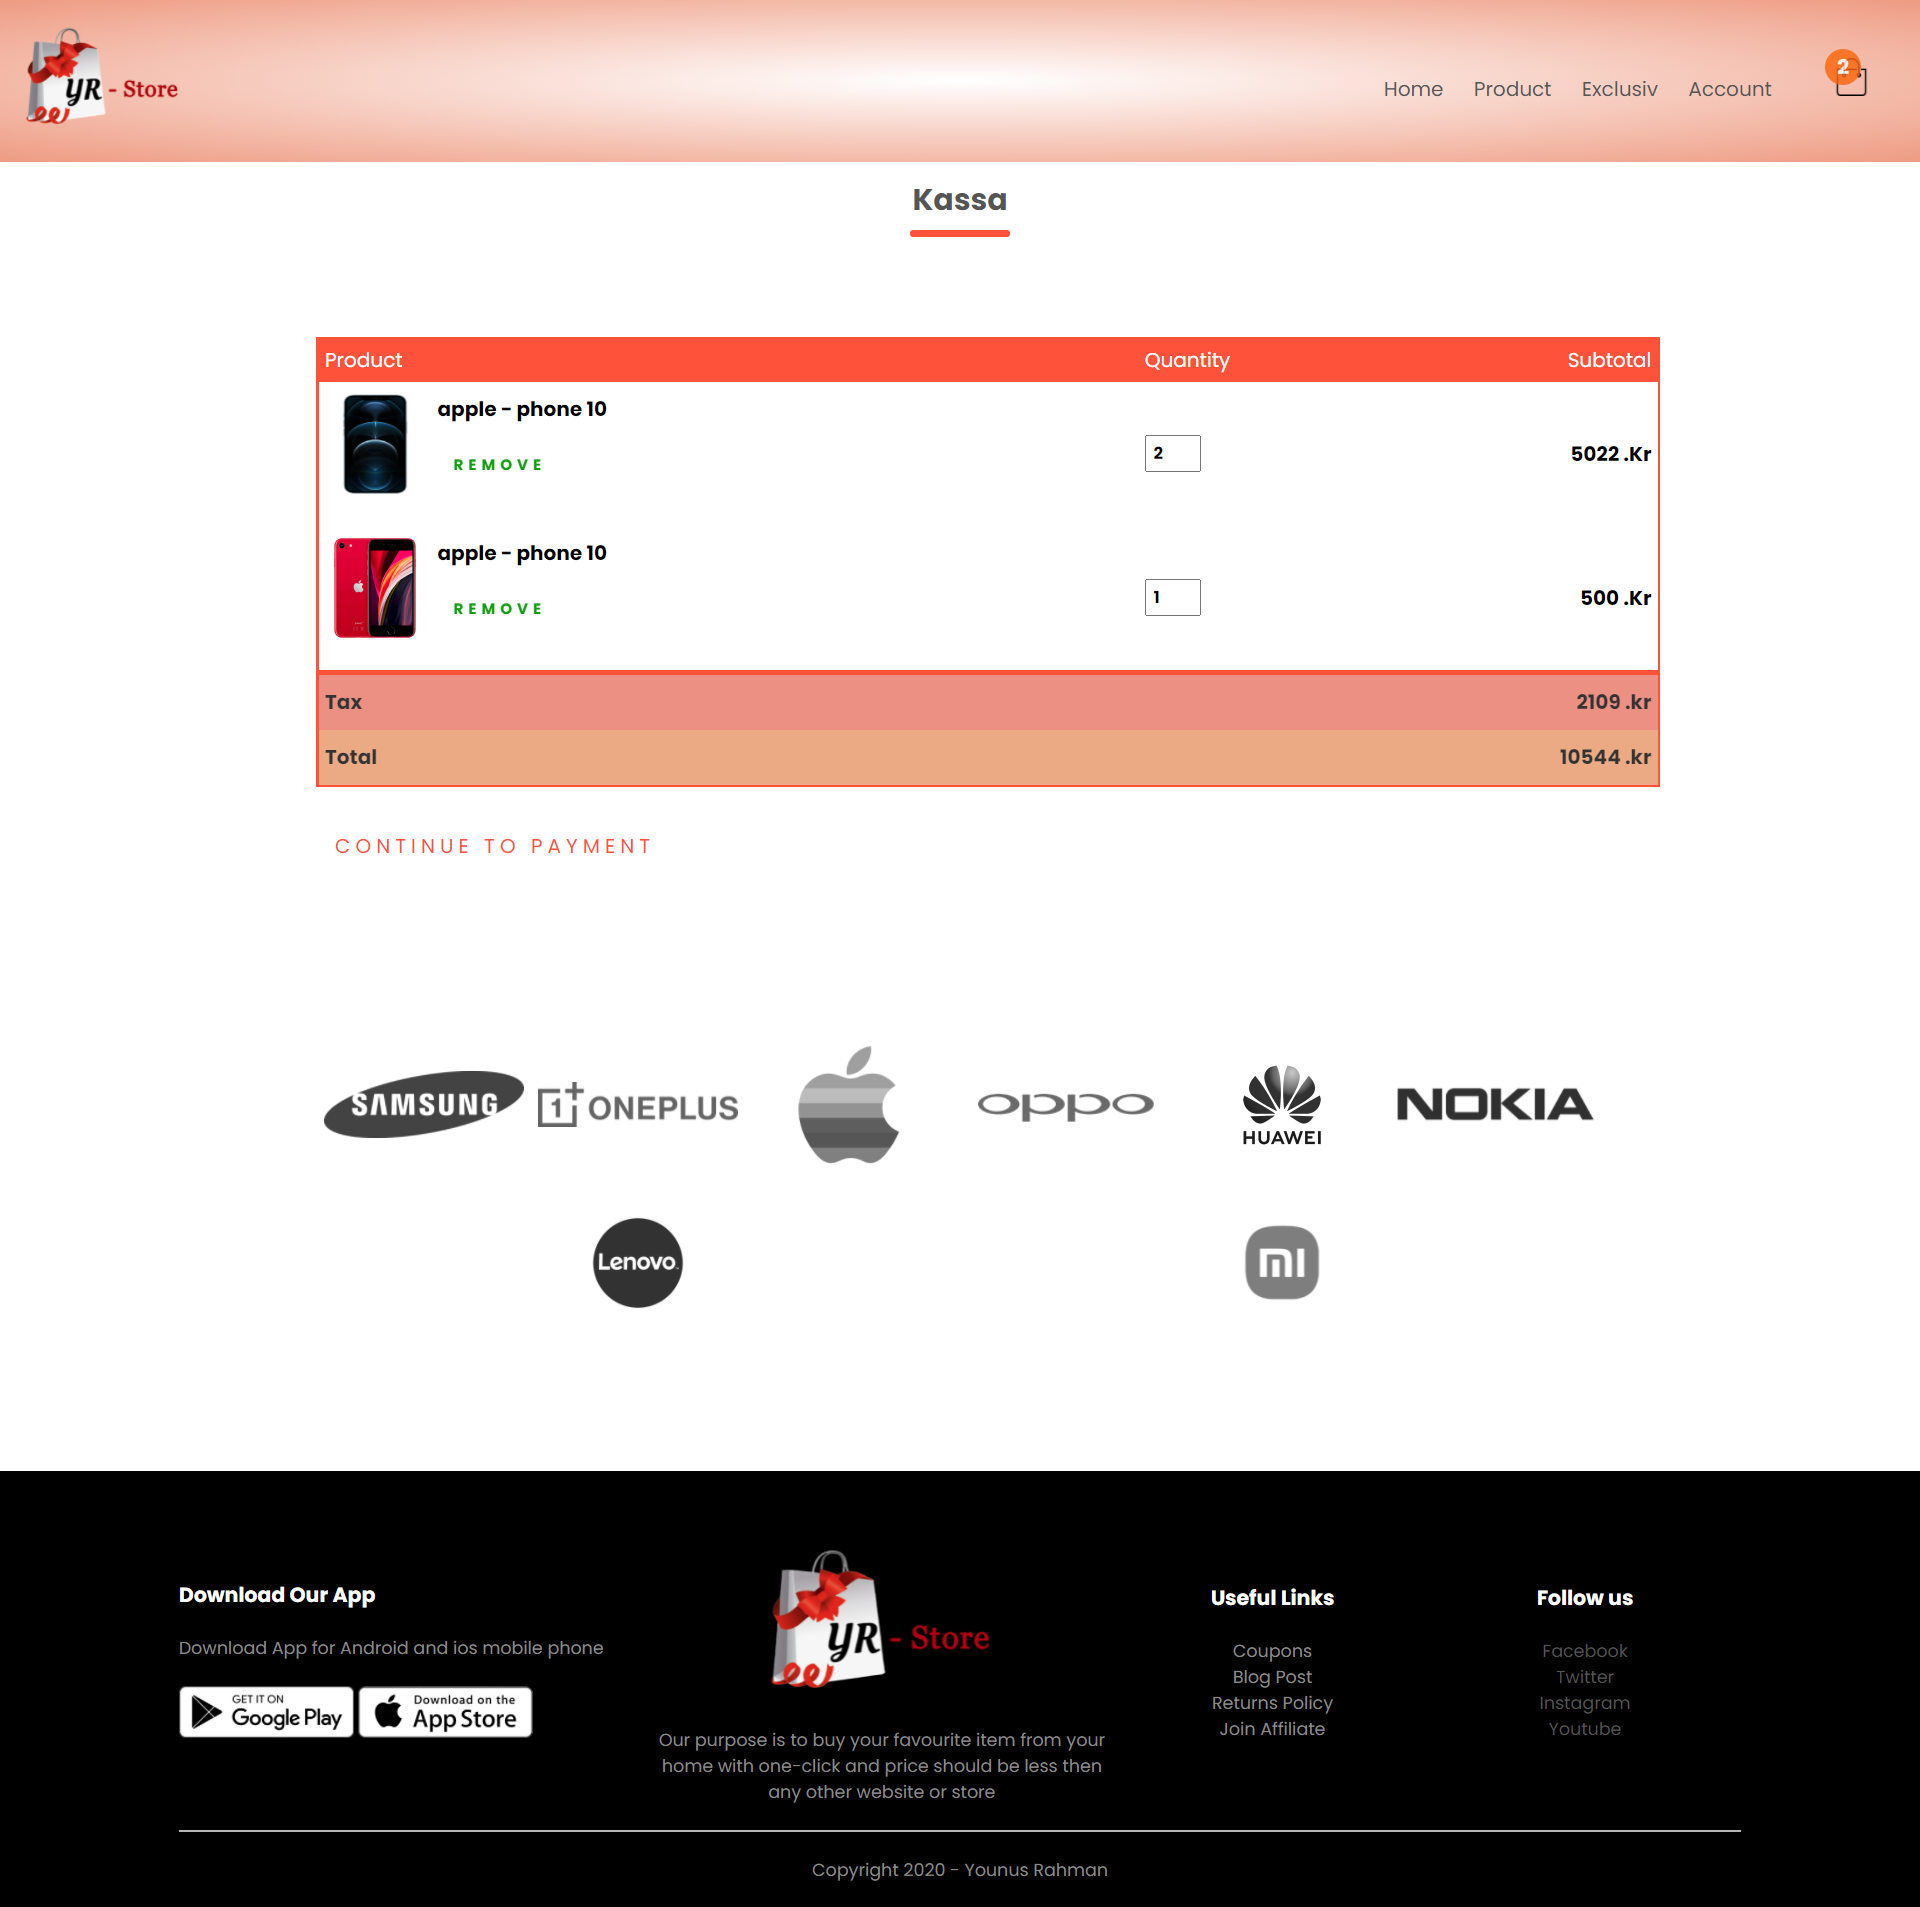 YR - Store
Home Product Exclusiv Account 2
Kassa
Product Quantity Subtotal
apple - phone 10
REMOVE
2 5022 .Kr
apple - phone 10
REMOVE
1 500 .Kr
Tax 2109 .kr
Total 10544 .kr
CONTINUE TO PAYMENT
SAMSUNG 1+ ONEPLUS oppo HUAWEI NOKIA
Lenovo mi
Download Our App
Download App for Android and ios mobile phone
GET IT ON
Google Play
Download on the
App Store
YR - Store
Our purpose is to buy your favourite item from your
home with one-click and price should be less then
any other website or store
Useful Links
Coupons
Blog Post
Returns Policy
Join Affiliate
Follow us
Facebook
Twitter
Instagram
Youtube
Copyright 2020 - Younus Rahman